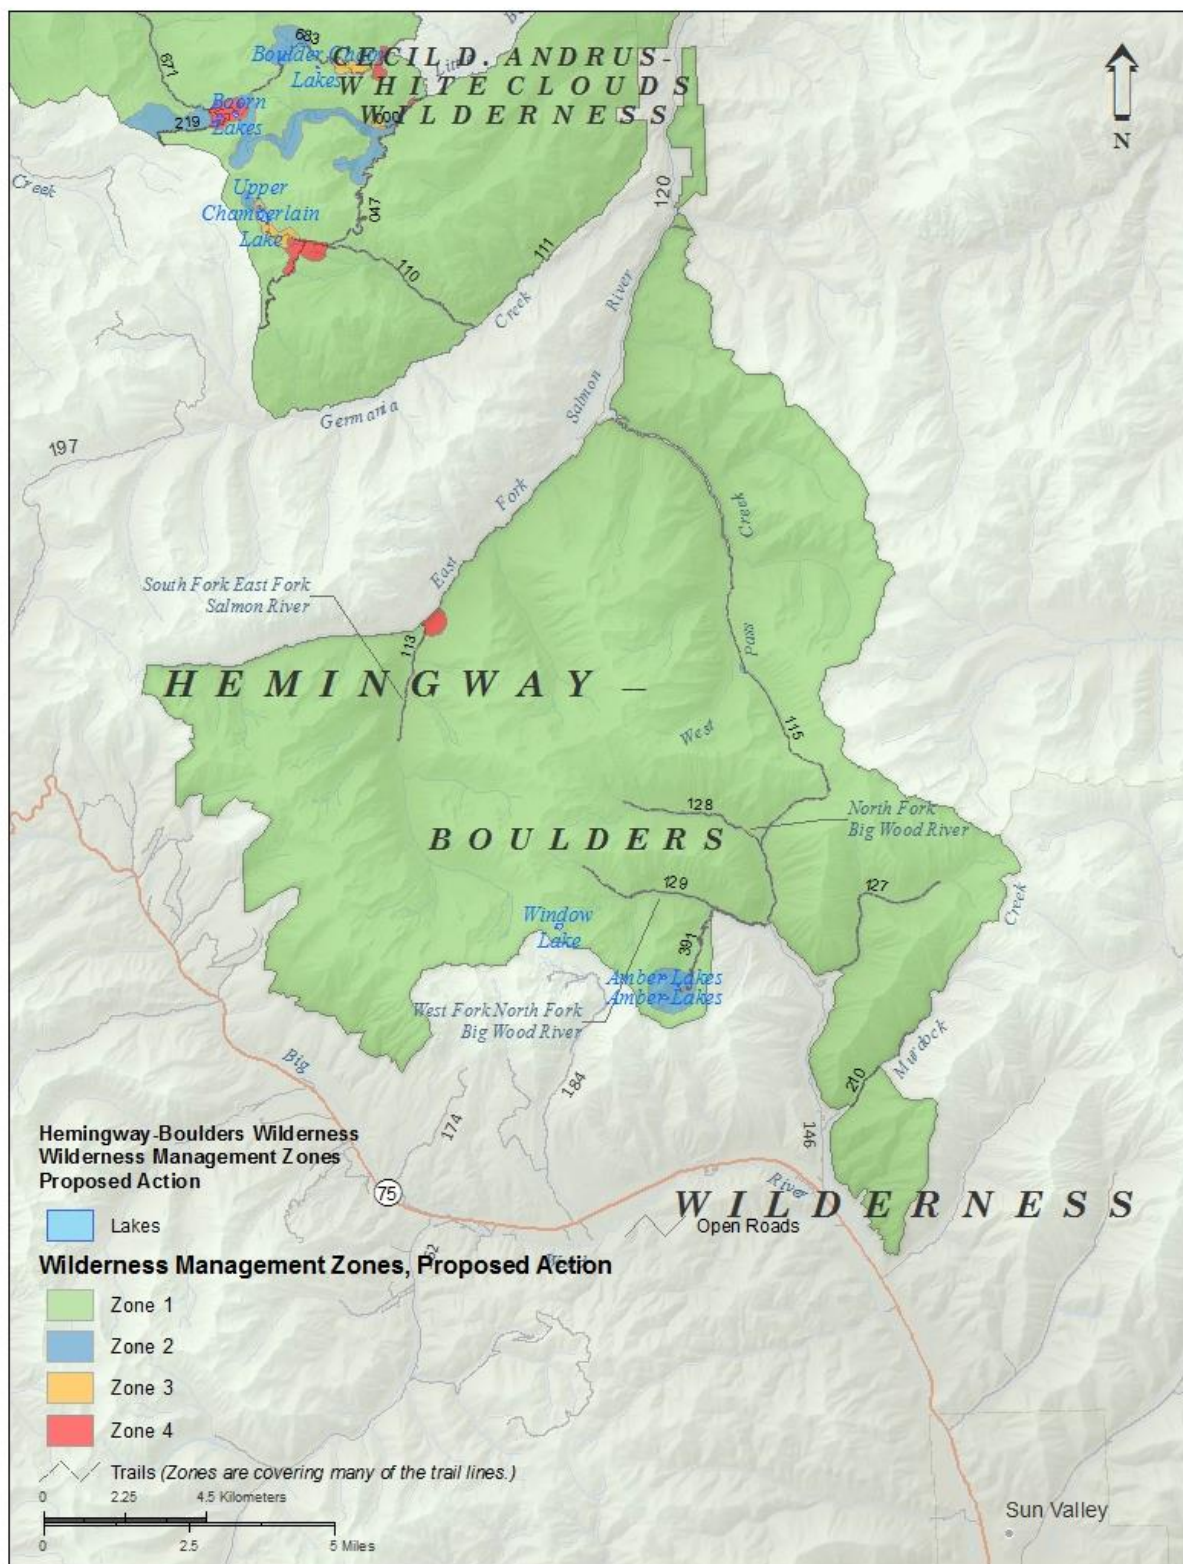 683
671
Boulder Chain
Lakes
CECIL D. ANDRUS-
WHITE CLOUDS
WILDERNESS
Little
N
Baorn
Lakes
219
Creek
Upper
Chamberlain
Lake
047
120
111
110
Creek
River
Salmon
Germania
197
Fork
Creek
East
South Fork East Fork
Salmon River
113
Pass
HEMINGWAY –
West
115
128
North Fork
Big Wood River
BOULDERS
129
127
Creek
Window
Lake
391
Amber Lakes
Amber Lakes
West Fork North Fork
Big Wood River
Murdock
Big
184
210
174
146
Hemingway-Boulders Wilderness
Wilderness Management Zones
Proposed Action
75
River
WILDERNESS
Lakes
Open Roads
Wilderness Management Zones, Proposed Action
Zone 1
Zone 2
Zone 3
Zone 4
Trails (Zones are covering many of the trail lines.)
0 2.25 4.5 Kilometers
0 2.5 5 Miles
Sun Valley